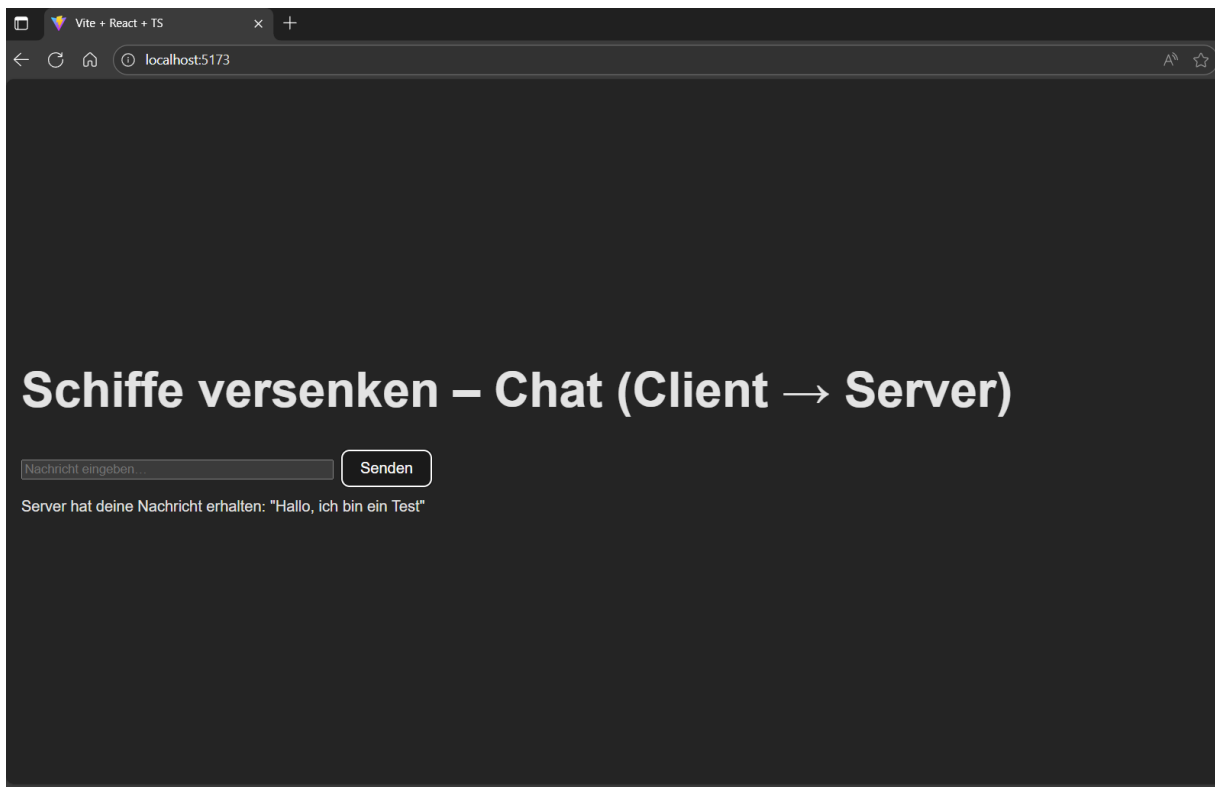 Vite + React + TS
localhost:5173
Schiffe versenken – Chat (Client → Server)
Nachricht eingeben...
Senden
Server hat deine Nachricht erhalten: "Hallo, ich bin ein Test"